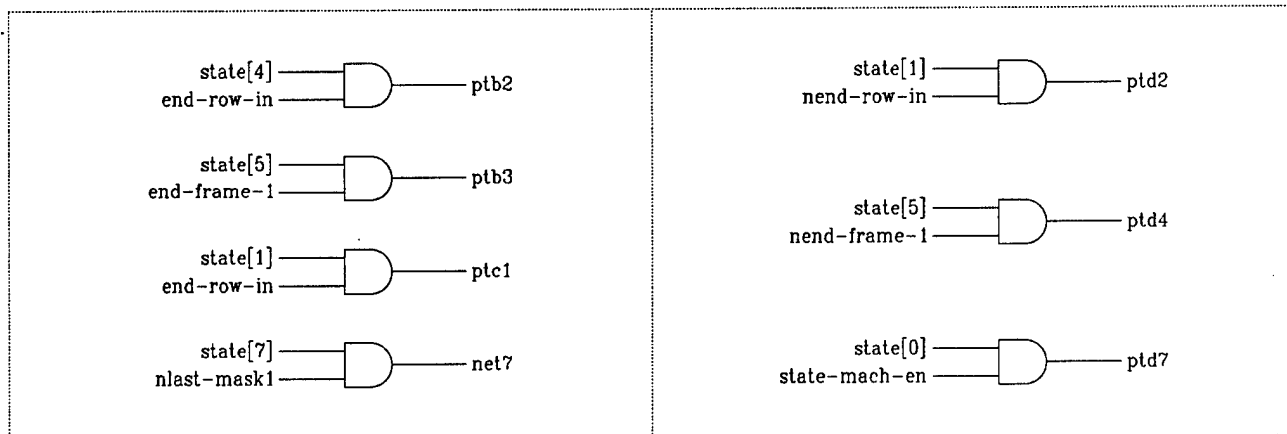 state[4]
end-row-in
ptb2
state[5]
end-frame-1
ptb3
state[1]
end-row-in
ptc1
state[7]
nlast-mask1
net7
state[1]
nend-row-in
ptd2
state[5]
nend-frame-1
ptd4
state[0]
state-mach-en
ptd7